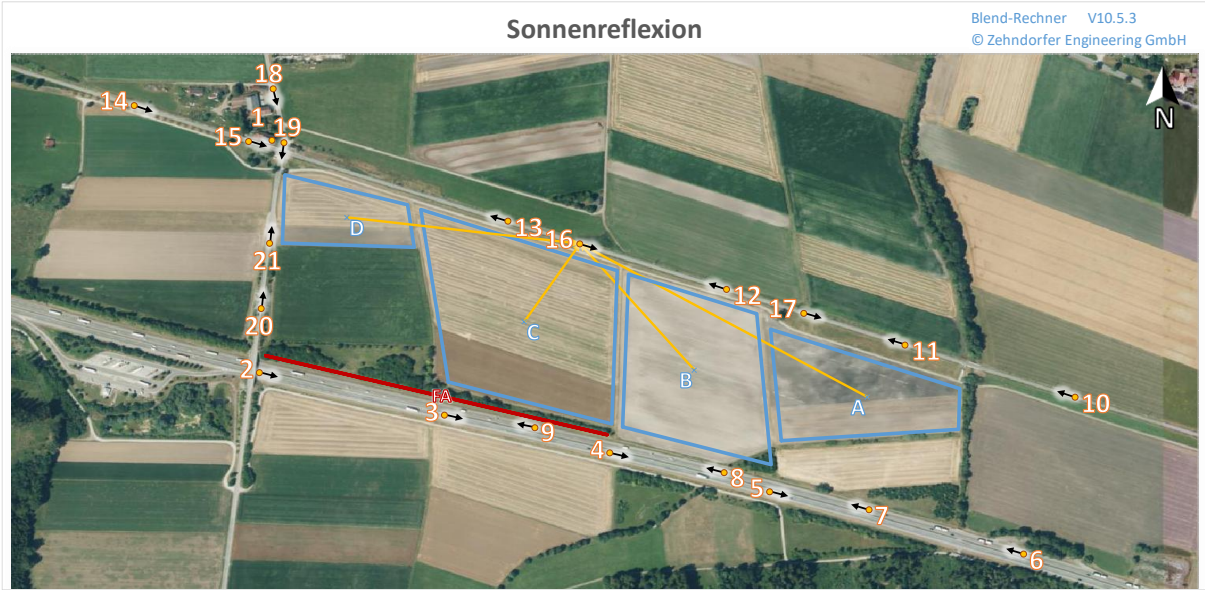 Sonnenreflexion
Blend-Rechner V10.5.3
© Zehndorfer Engineering GmbH
N
18
14
1
19
15
13
16
D
21
12
17
20
C
11
2
B
A
10
FA
3
9
4
8
5
7
6